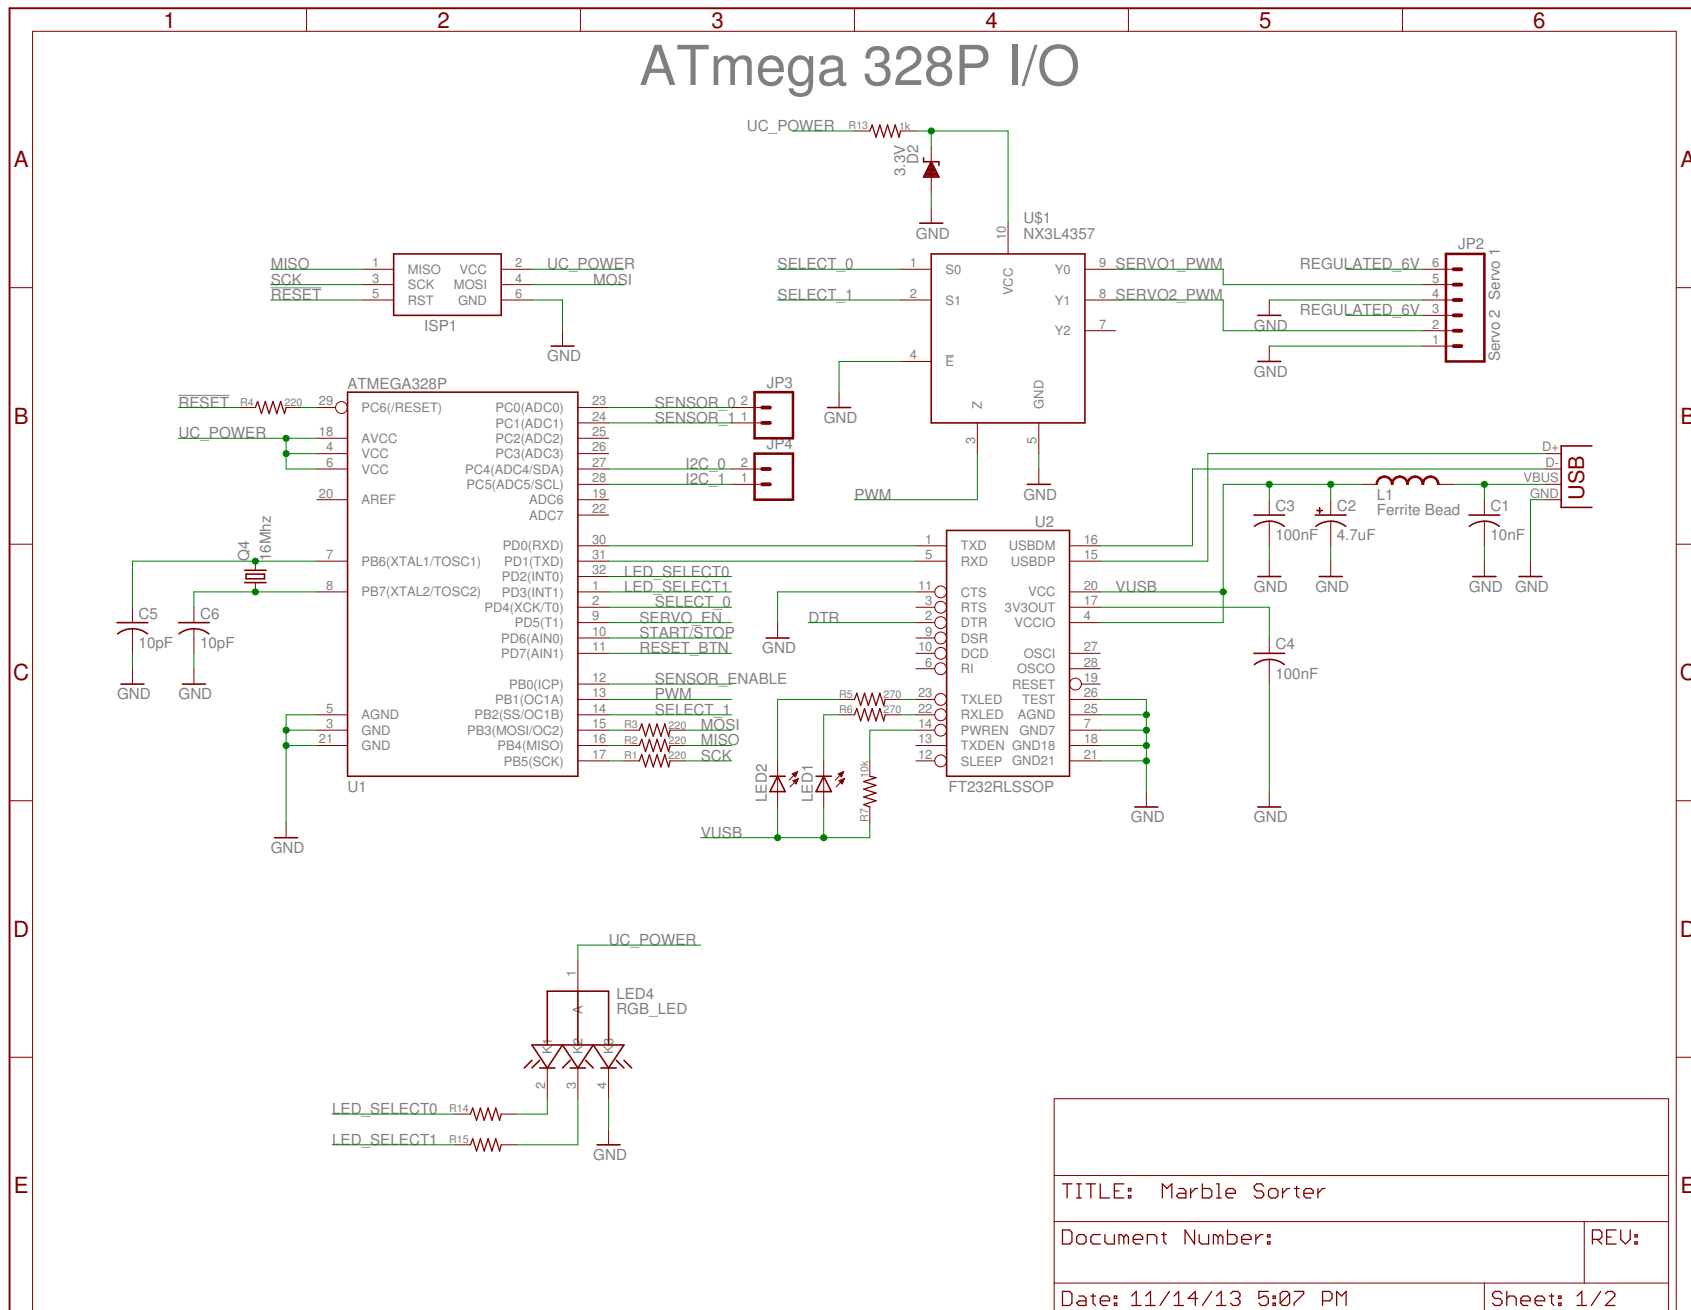 1 2 3 4 5 6
ATmega 328P I/O
A A
B B
C C
D D
E E
UC_POWER R13 1k
3.3V
D2
GND
U$1
NX3L4357
10
VCC
SELECT_0 1 S0
SELECT_1 2 S1
4 E
GND
Y0 9 SERVO1_PWM
Y1 8 SERVO2_PWM
Y2 7
Z
3
GND
5
PWM
GND
JP2
REGULATED_6V 6
5
4
GND
REGULATED_6V 3
2
1
GND
Servo 2 Servo 1
MISO 1 MISO VCC 2 UC_POWER
SCK 3 SCK MOSI 4 MOSI
RESET 5 RST GND 6
ISP1
GND
ATMEGA328P
RESET R4 220 29 PC6(/RESET)
UC_POWER 18 AVCC
4 VCC
6 VCC
20 AREF
Q4
16Mhz
7 PB6(XTAL1/TOSC1)
8 PB7(XTAL2/TOSC2)
C5
10pF
GND
C6
10pF
GND
5 AGND
3 GND
21 GND
GND
U1
PC0(ADC0) 23 SENSOR_0 2
PC1(ADC1) 24 SENSOR_1 1
JP3
PC2(ADC2) 25
PC3(ADC3) 26
PC4(ADC4/SDA) 27 I2C_0 2
PC5(ADC5/SCL) 28 I2C_1 1
JP4
ADC6 19
ADC7 22
PD0(RXD) 30
PD1(TXD) 31
PD2(INT0) 32 LED_SELECT0
PD3(INT1) 1 LED_SELECT1
PD4(XCK/T0) 2 SELECT_0
PD5(T1) 9 SERVO_EN
PD6(AIN0) 10 START/STOP
PD7(AIN1) 11 RESET_BTN
PB0(ICP) 12 SENSOR_ENABLE
PB1(OC1A) 13 PWM
PB2(SS/OC1B) 14 SELECT_1
PB3(MOSI/OC2) 15 R3 220 MOSI
PB4(MISO) 16 R2 220 MISO
PB5(SCK) 17 R1 220 SCK
U2
1 TXD USBDM 16
5 RXD USBDP 15
11 CTS VCC 20 VUSB
3 RTS 3V3OUT 17
DTR 2 DTR VCCIO 4
9 DSR
10 DCD OSCI 27
6 RI OSCO 28
RESET 19
R5 270 23 TXLED TEST 26
R6 270 22 RXLED AGND 25
14 PWREN GND7 7
13 TXDEN GND18 18
12 SLEEP GND21 21
FT232RLSSOP
GND
GND
LED2
LED1
R7 10k
VUSB
D+
D-
VBUS
GND
USB
L1
Ferrite Bead
C3
100nF
GND
C2
4.7uF
GND
C1
10nF
GND
GND
C4
100nF
GND
UC_POWER
1
LED4
RGB_LED
A
K1 K2 K3
2 3 4
LED_SELECT0 R14
LED_SELECT1 R15
GND
TITLE: Marble Sorter
Document Number:
REV:
Date: 11/14/13 5:07 PM
Sheet: 1/2